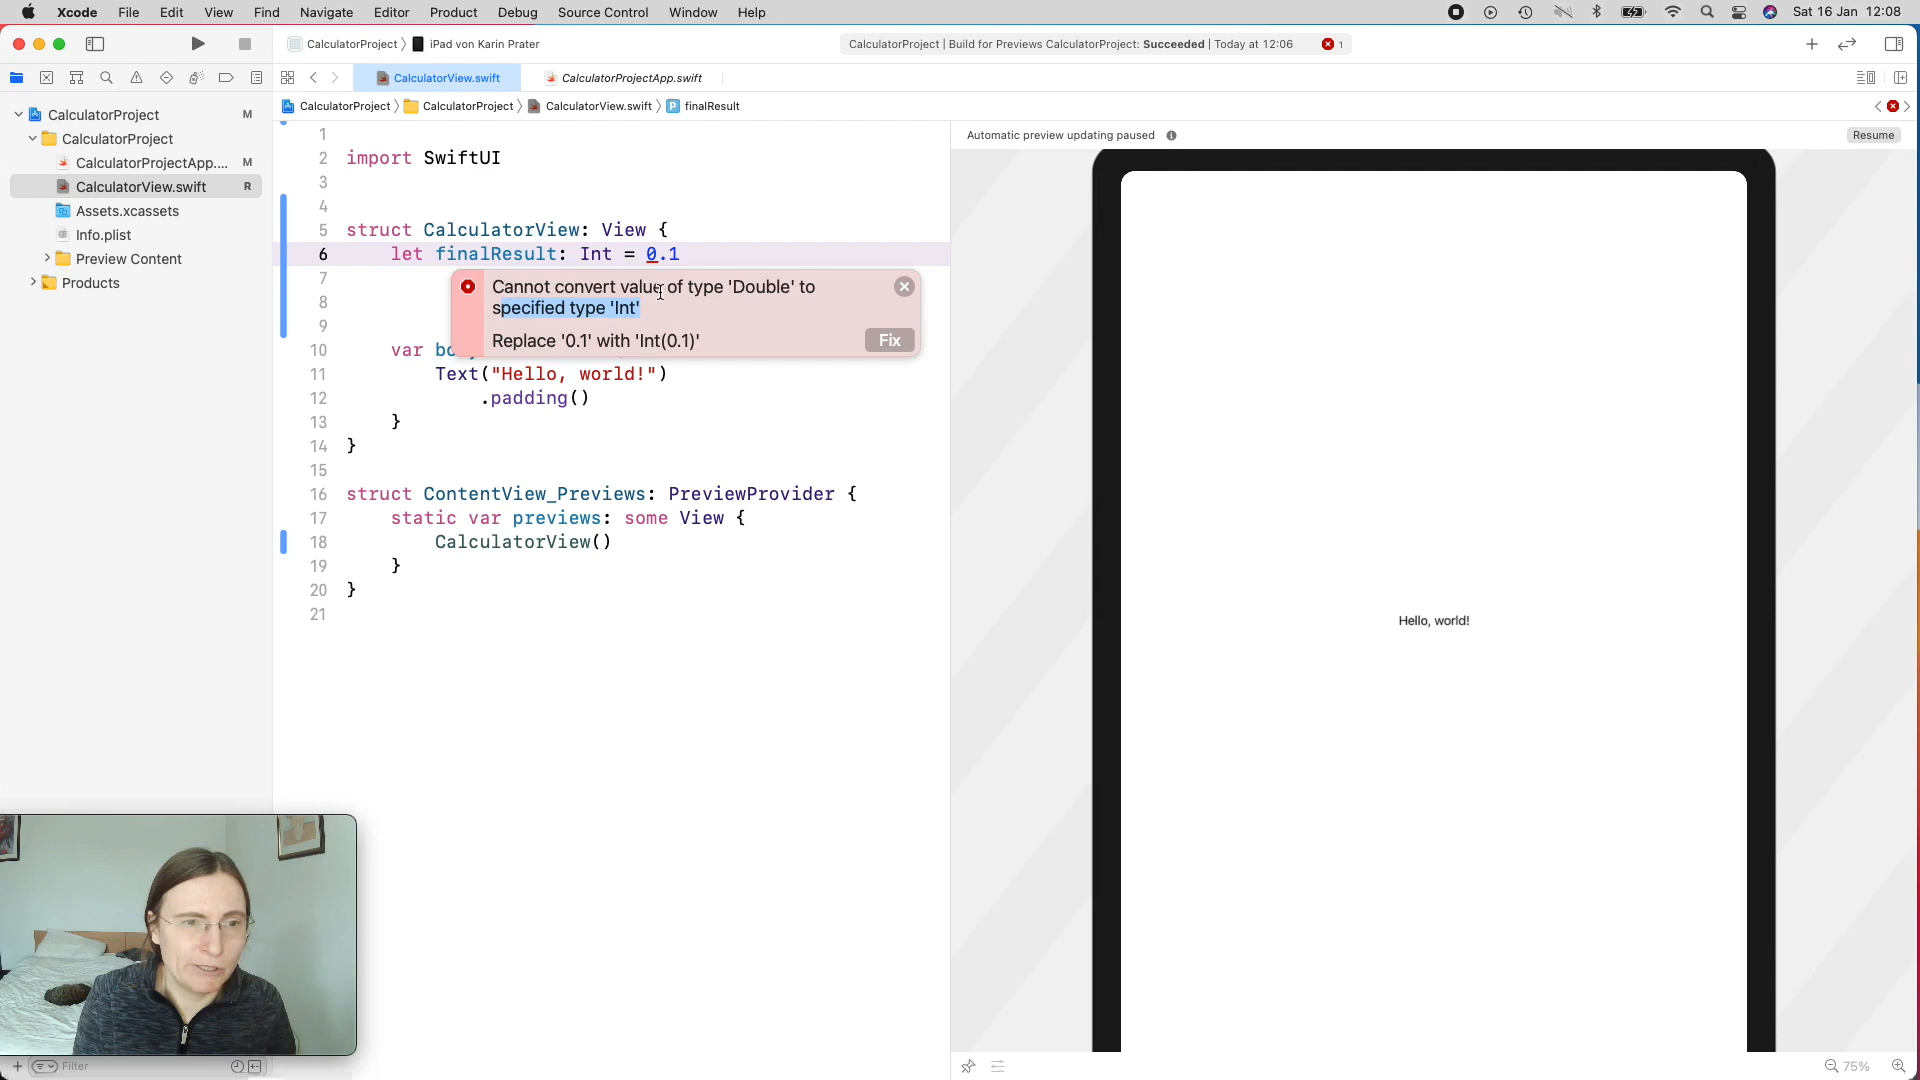 Xcode File Edit View Find Navigate Editor Product Debug Source Control Window Help Sat 16 Jan 12:08
CalculatorProject 〉 iPad von Karin Prater CalculatorProject | Build for Previews CalculatorProject: Succeeded | Today at 12:06 1
CalculatorView.swift CalculatorProjectApp.swift
CalculatorProject 〉 CalculatorProject 〉 CalculatorView.swift 〉 P finalResult
CalculatorProject M
CalculatorProject
CalculatorProjectApp.... M
CalculatorView.swift R
Assets.xcassets
Info.plist
Preview Content
Products
Filter
1
2 import SwiftUI
3
4
5 struct CalculatorView: View {
6 let finalResult: Int = 0.1
7
8
9
Cannot convert value of type 'Double' to
specified type 'Int'
Replace '0.1' with 'Int(0.1)' Fix
10 var bo
11 Text("Hello, world!")
12 .padding()
13 }
14 }
15
16 struct ContentView_Previews: PreviewProvider {
17 static var previews: some View {
18 CalculatorView()
19 }
20 }
21
Automatic preview updating paused Resume
Hello, world!
75%